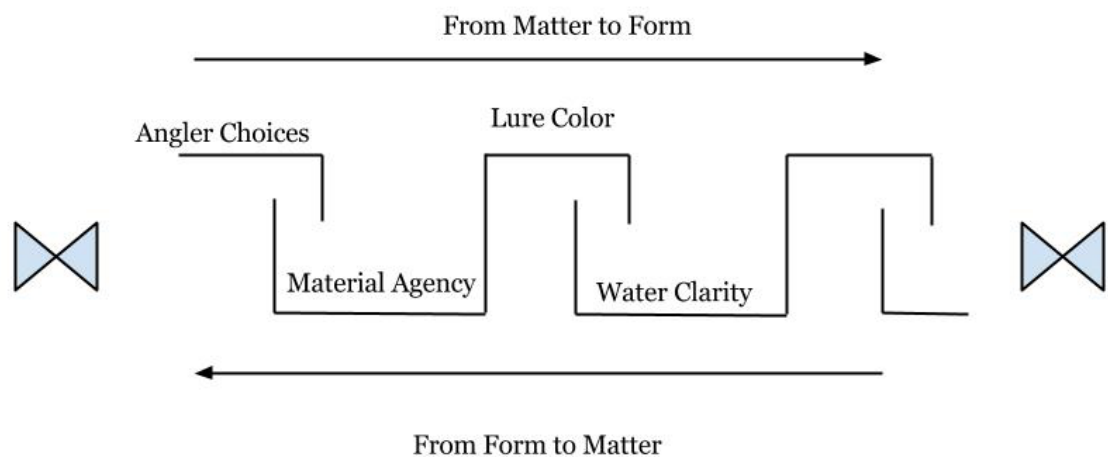 From Matter to Form
Lure Color
Angler Choices
Material Agency
Water Clarity
From Form to Matter